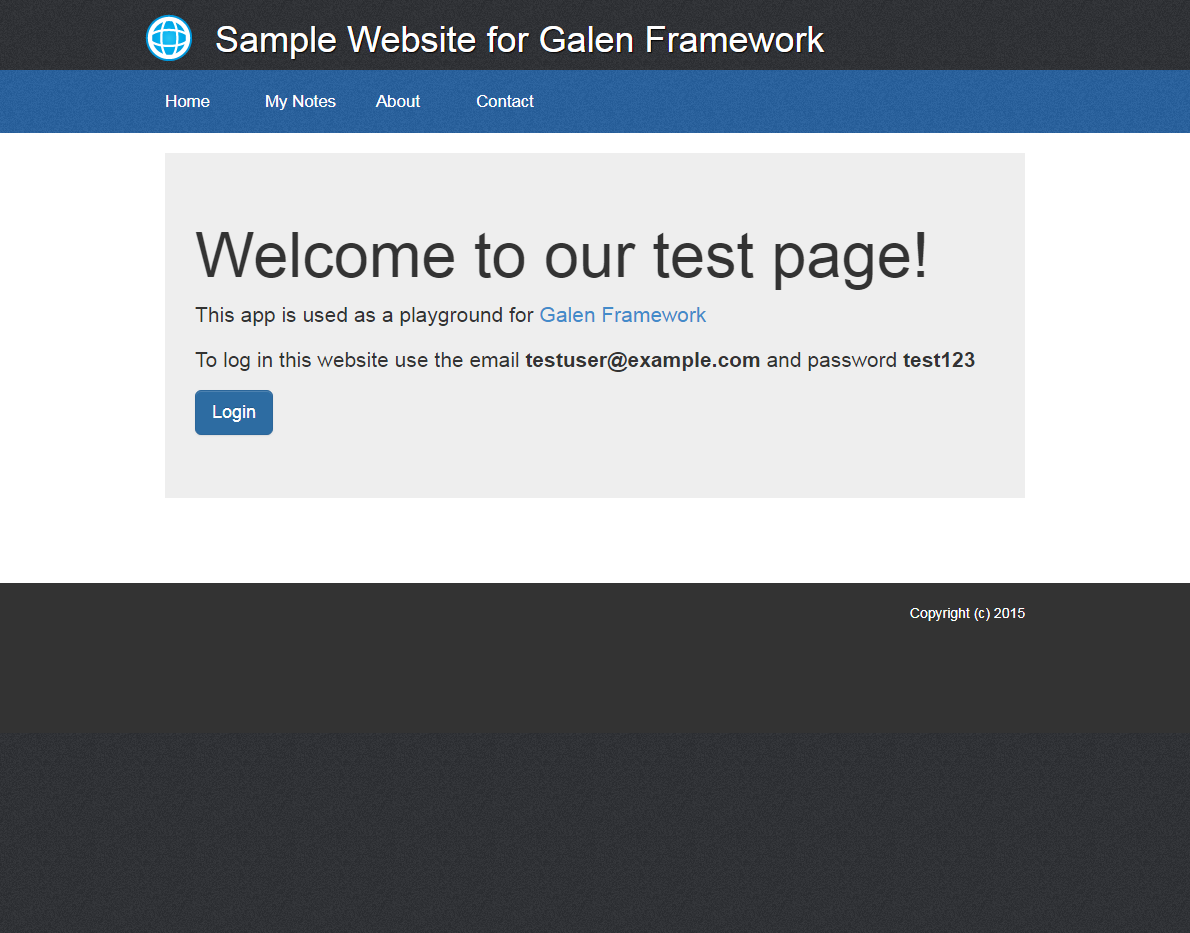 Sample Website for Galen Framework
Home My Notes About Contact
Welcome to our test page!
This app is used as a playground for Galen Framework
To log in this website use the email testuser@example.com and password test123
Login
Copyright (c) 2015